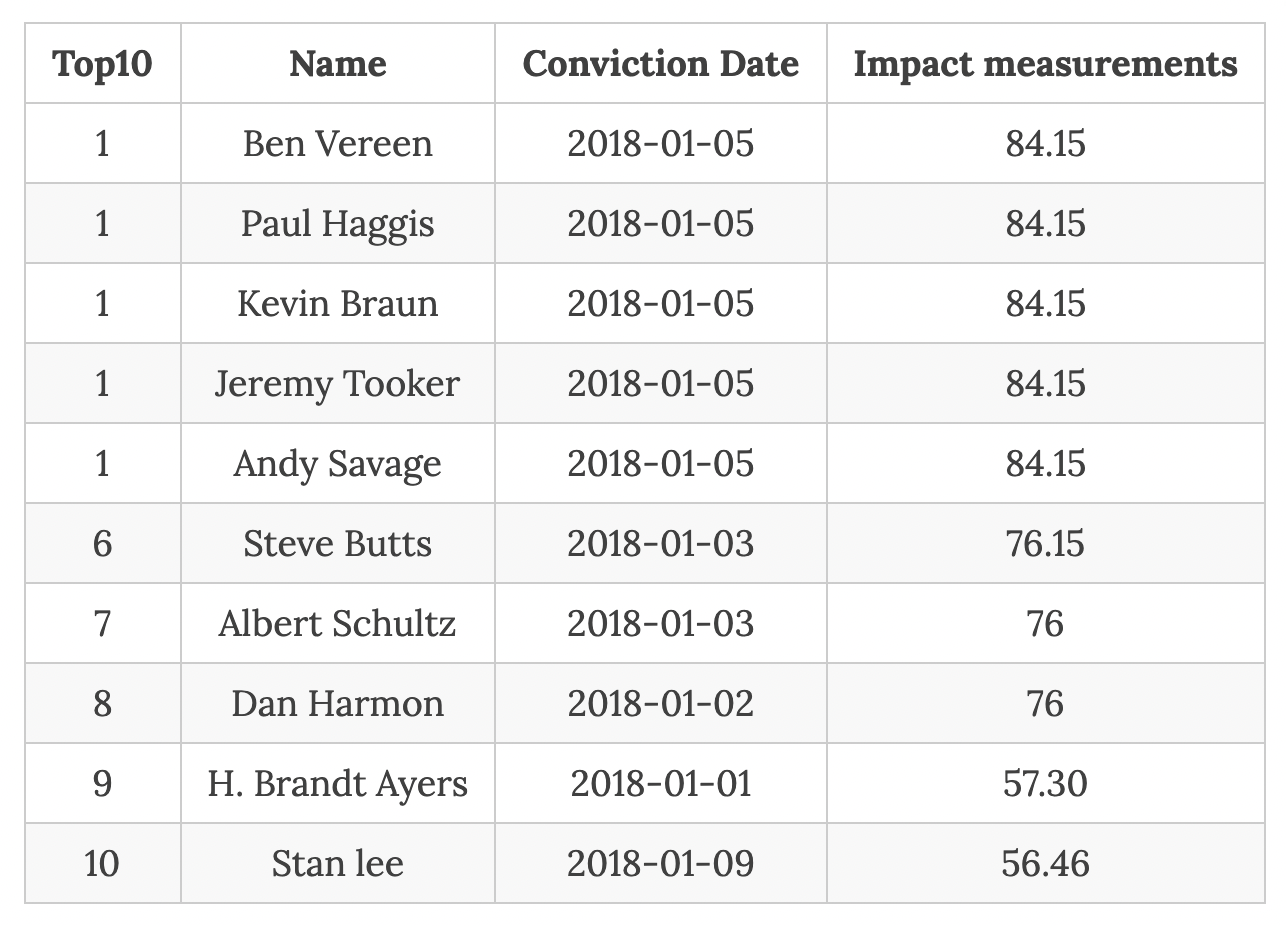 Top10 Name Conviction Date Impact measurements
1 Ben Vereen 2018-01-05 84.15
1 Paul Haggis 2018-01-05 84.15
1 Kevin Braun 2018-01-05 84.15
1 Jeremy Tooker 2018-01-05 84.15
1 Andy Savage 2018-01-05 84.15
6 Steve Butts 2018-01-03 76.15
7 Albert Schultz 2018-01-03 76
8 Dan Harmon 2018-01-02 76
9 H. Brandt Ayers 2018-01-01 57.30
10 Stan lee 2018-01-09 56.46